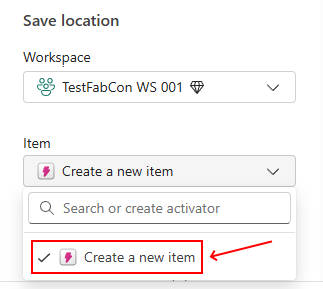 Save location
Workspace
TestFabCon WS 001
Item
Create a new item
Search or create activator
Create a new item